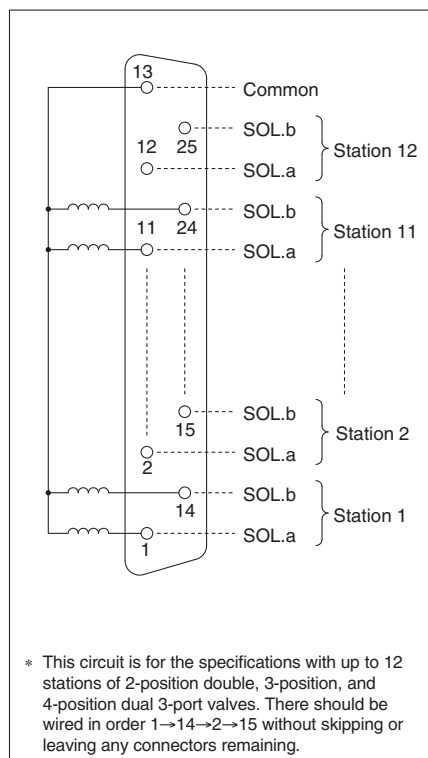 13
Common
SOL.b
12 25
SOL.a
Station 12
SOL.b
11 24
SOL.a
Station 11
SOL.b
15
2
SOL.a
Station 2
SOL.b
14
1
SOL.a
Station 1
* This circuit is for the specifications with up to 12
stations of 2-position double, 3-position, and
4-position dual 3-port valves. There should be
wired in order 1→14→2→15 without skipping or
leaving any connectors remaining.